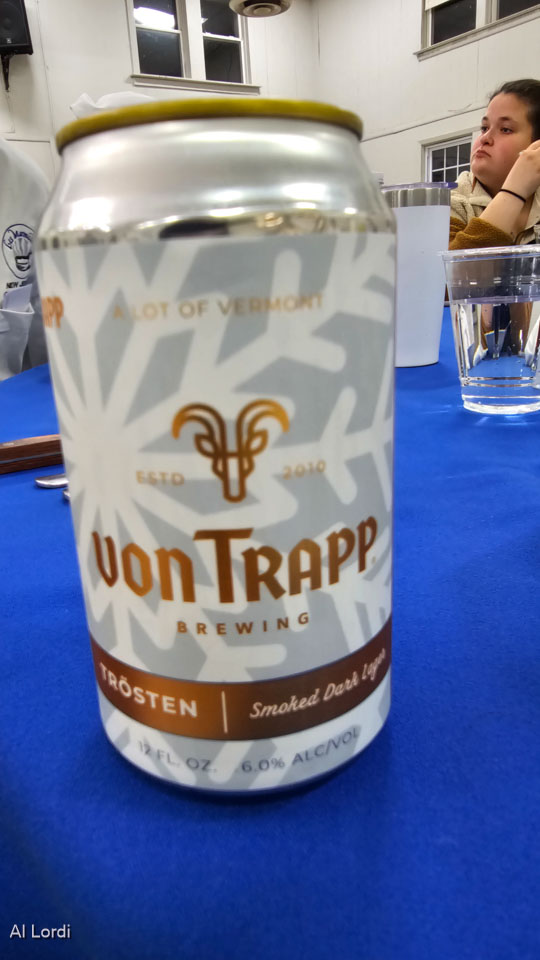 PP
A LOT OF VERMONT
ESTD 2010
VON TRAPP
BREWING
TRÖSTEN | Smoked Dark Lager
12 FL. OZ. 6.0% ALC/VOL
Al Lordi